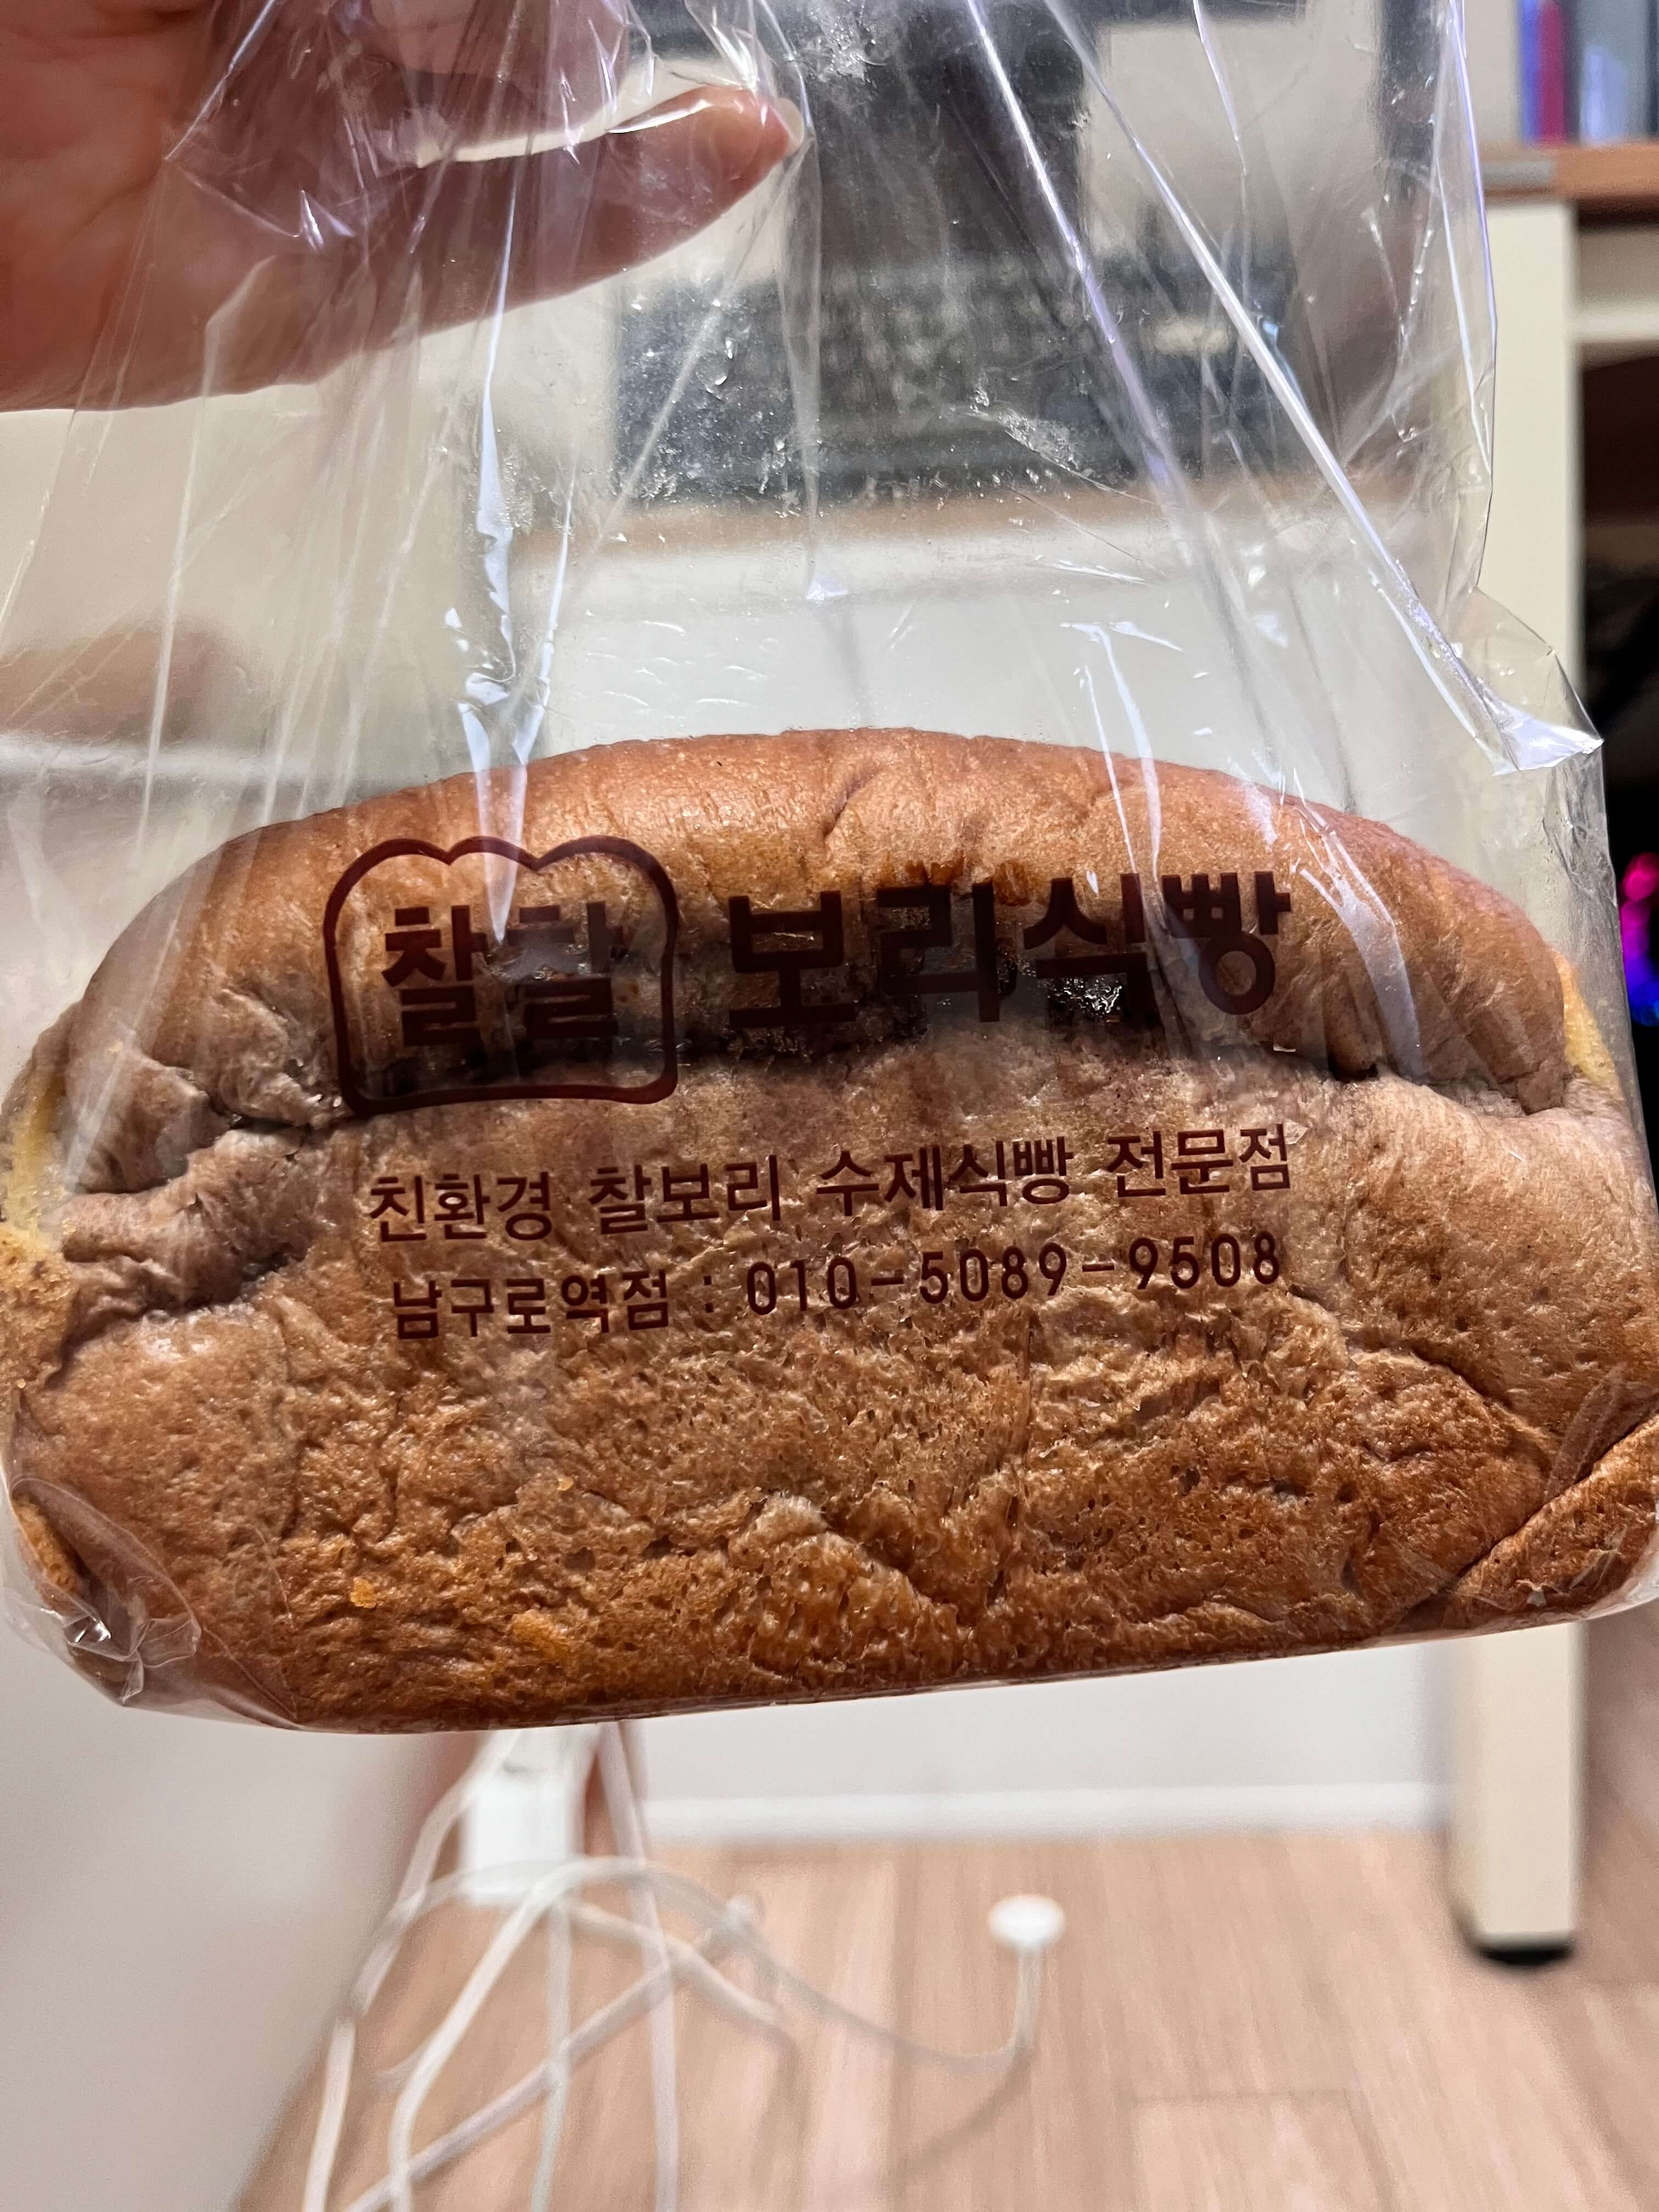 찰찰 보리식빵
친환경 찰보리 수제식빵 전문점
남구로역점 : 010-5089-9508